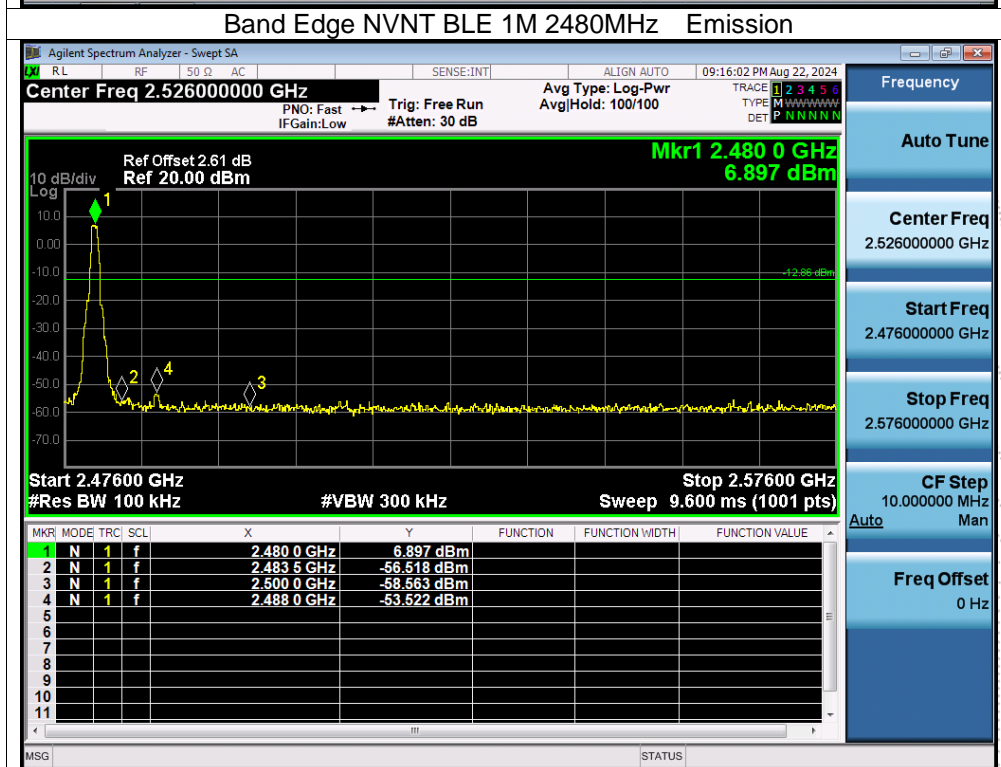 Band Edge NVNT BLE 1M 2480MHz Emission
Agilent Spectrum Analyzer - Swept SA
LXI RL RF 50 Ω AC SENSE:INT ALIGN AUTO 09:16:02 PM Aug 22, 2024
Center Freq 2.526000000 GHz
PNO: Fast
IFGain:Low
Trig: Free Run
#Atten: 30 dB
Avg Type: Log-Pwr
Avg|Hold: 100/100
TRACE 1 2 3 4 5 6
TYPE M WWWWW
DET P N N N N N
Frequency
Auto Tune
Center Freq
2.526000000 GHz
Start Freq
2.476000000 GHz
Stop Freq
2.576000000 GHz
CF Step
10.000000 MHz
Auto Man
Freq Offset
0 Hz
Mkr1 2.480 0 GHz
6.897 dBm
Ref Offset 2.61 dB
10 dB/div Ref 20.00 dBm
Log
1
10.0
0.00
-10.0
-12.86 dBm
-20.0
-30.0
-40.0
2 4 3
-50.0
-60.0
-70.0
Start 2.47600 GHz Stop 2.57600 GHz
#Res BW 100 kHz #VBW 300 kHz Sweep 9.600 ms (1001 pts)
MKR MODE TRC SCL X Y FUNCTION FUNCTION WIDTH FUNCTION VALUE
1 N 1 f 2.480 0 GHz 6.897 dBm
2 N 1 f 2.483 5 GHz -56.518 dBm
3 N 1 f 2.500 0 GHz -58.563 dBm
4 N 1 f 2.488 0 GHz -53.522 dBm
5
6
7
8
9
10
11
MSG STATUS